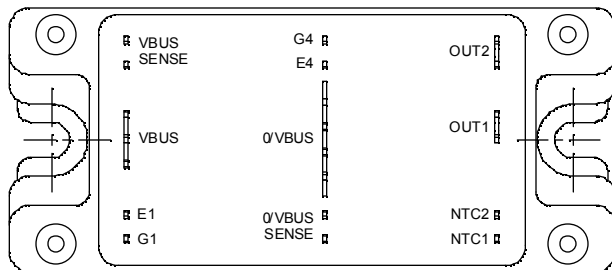 VBUS
SENSE
G4
E4
OUT2
VBUS
0/VBUS
OUT1
E1
G1
0/VBUS
SENSE
NTC2
NTC1